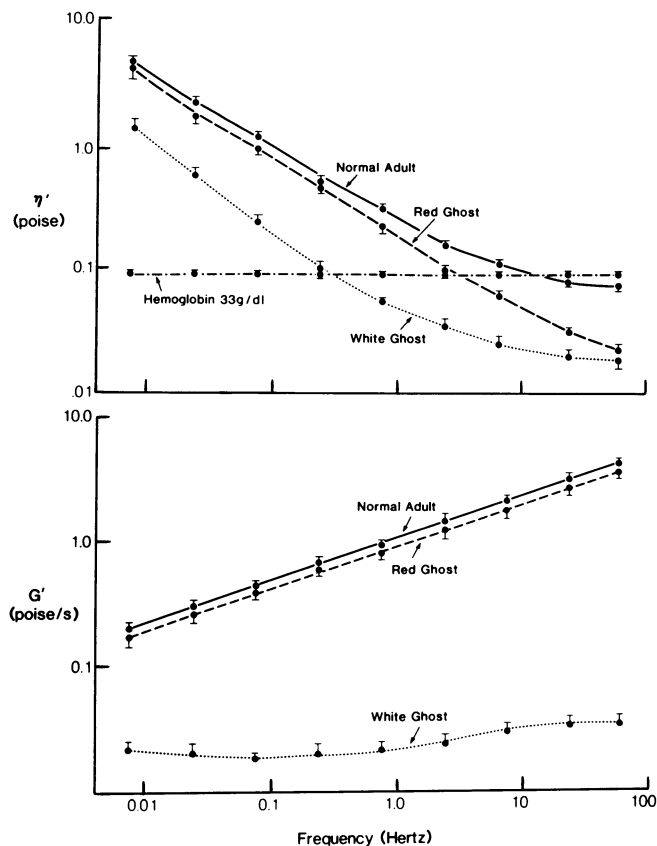 10.0
1.0
η′
(poise)
0.1
.01
Normal Adult
Red Ghost
Hemoglobin 33g/dl
White Ghost
10.0
1.0
G′
(poise/s)
0.1
Normal Adult
Red Ghost
White Ghost
0.01
0.1
1.0
10
100
Frequency (Hertz)